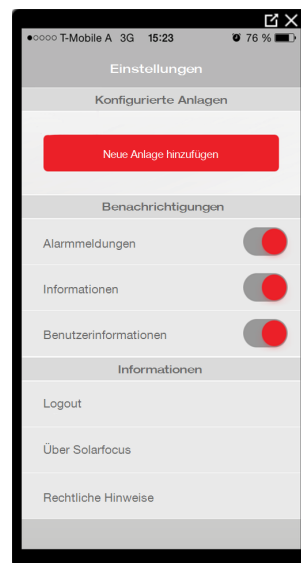 T-Mobile A 3G 15:23 76 %
Einstellungen
Konfigurierte Anlagen
Neue Anlage hinzufügen
Benachrichtigungen
Alarmmeldungen
Informationen
Benutzerinformationen
Informationen
Logout
Über Solarfocus
Rechtliche Hinweise